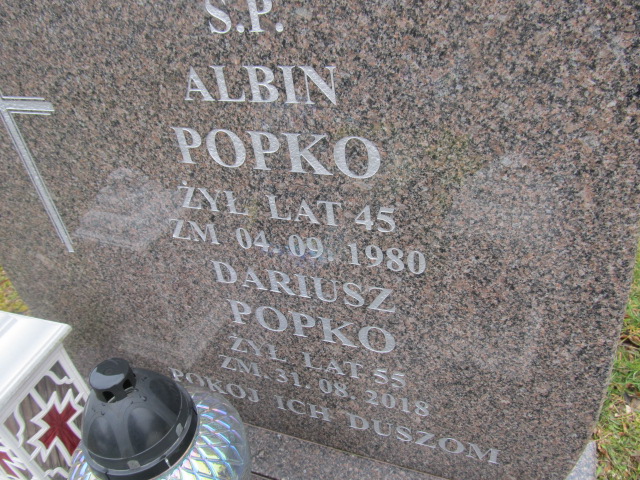 S.P.
ALBIN
POPKO
ŻYŁ LAT 45
ZM 04.09.1980
DARIUSZ
POPKO
ŻYŁ LAT 55
ZM.31.08.2018
POKOJ ICH DUSZOM